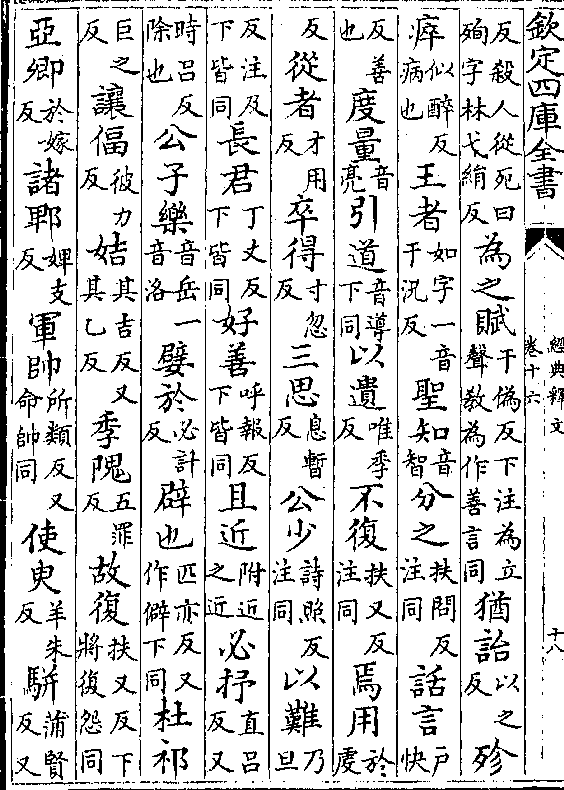 欽定四庫全書
經典釋文
卷十六
十八
反殺人從死曰殉字林弋絹反為之賦于偽反下注為立聲教為作善言同猶詒以之反殄
瘁似醉反病也王者如字一音于況反聖知音智分之扶問反注同話言戶快
反善也度量音亮引道音導下同以遺唯季反不復扶又反注同焉用於虔
反從者才用反卒得寸忽反三思息暫反公少詩照反注同以難乃旦
反注及下皆同長君丁丈反下皆同好善呼報反下皆同且近附近之近必抒直呂反又
時呂反除也公子樂音岳一音洛嬖於必計反辟也匹亦反又作僻下同杜祁
巨之反讓偪彼力反姞其吉反又其乙反季隗五罪反故復扶又反下將復怨同
亞卿於嫁反諸郫婢支反軍帥所類反又命帥同使臾羊朱反駢蒲賢反又